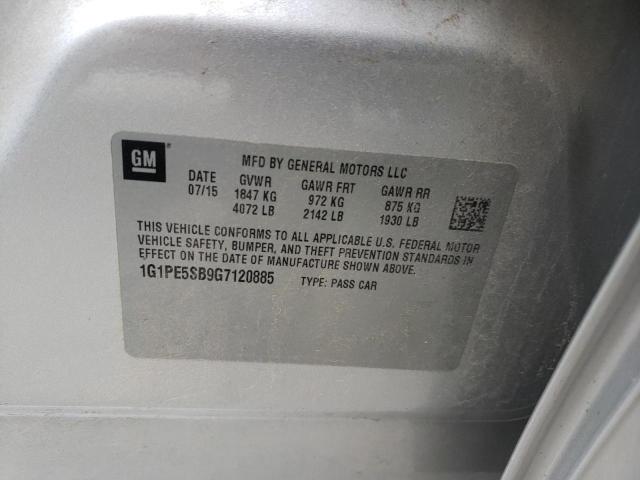 GM
MFD BY GENERAL MOTORS LLC
DATE GVWR GAWR FRT GAWR RR
07/15 1847 KG 972 KG 875 KG
4072 LB 2142 LB 1930 LB
THIS VEHICLE CONFORMS TO ALL APPLICABLE U.S. FEDERAL MOTOR
VEHICLE SAFETY, BUMPER, AND THEFT PREVENTION STANDARDS IN
EFFECT ON THE DATE OF MANUFACTURE SHOWN ABOVE.
1G1PE5SB9G7120885 TYPE: PASS CAR